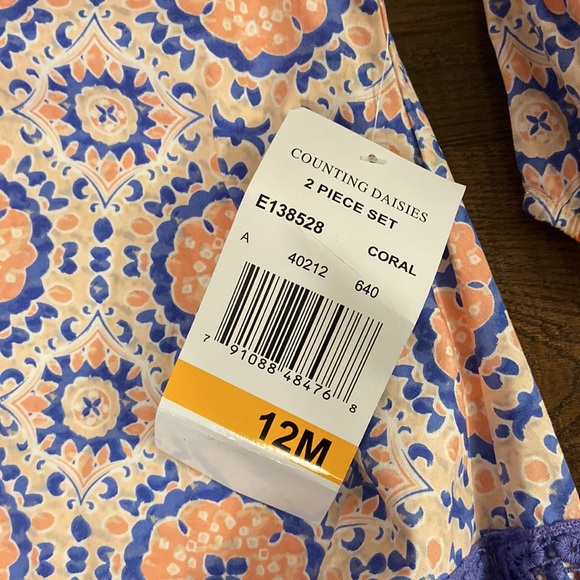 COUNTING DAISIES
2 PIECE SET
E138528
A CORAL
40212 640
7 91088 48476 8
12M